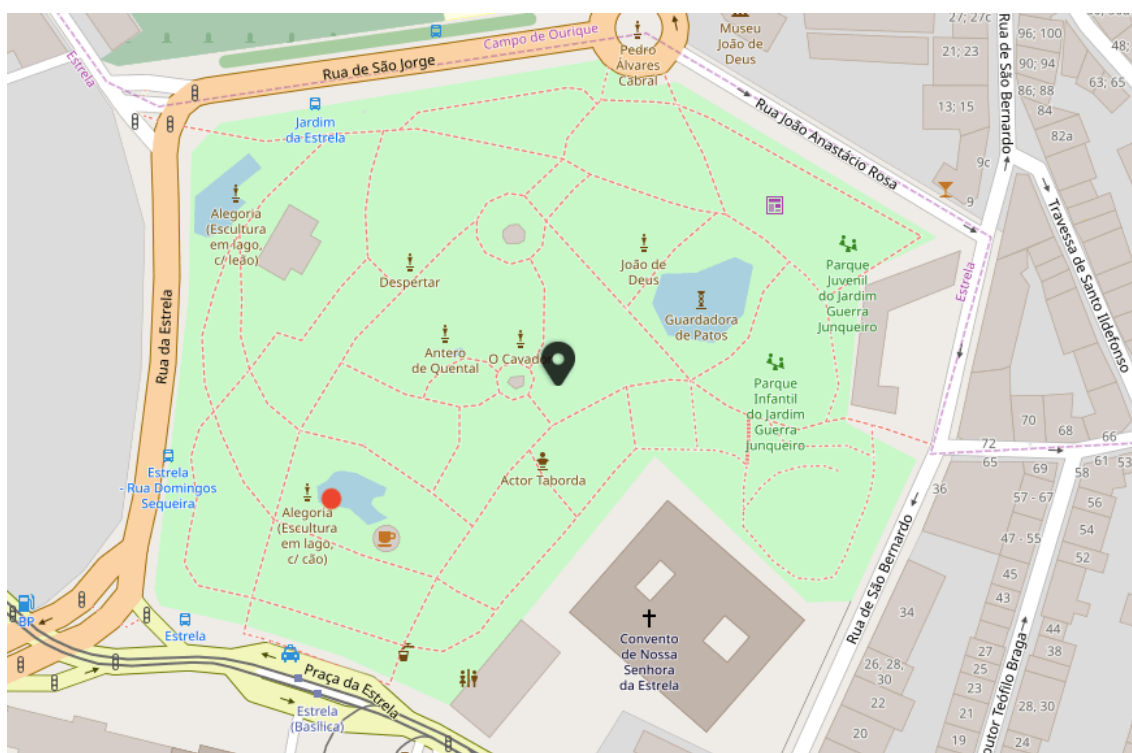 Campo de Ourique
Estrela
Rua de São Jorge
Jardim
da Estrela
Pedro
Álvares
Cabral
Museu
João de
Deus
Rua João Anastácio Rosa
27; 27c
21; 23
13; 15
9c
9
Rua de São Bernardo
96; 100
90; 94
86; 88
84
82a
48;
63; 65
Travessa de Santo Ildefonso
Estrela
Alegoria
(Escultura
em lago,
c/ leão)
Despertar
João de
Deus
Guardadora
de Patos
Parque
Juvenil
do Jardim
Guerra
Junqueiro
Antero
de Quental
O Cavador
Parque
Infantil
do Jardim
Guerra
Junqueiro
Rua da Estrela
Estrela
- Rua Domingos
Sequeira
Actor Taborda
Alegoria
(Escultura
em lago,
c/ cão)
BP
Estrela
Praça da Estrela
Estrela
(Basílica)
Convento
de Nossa
Senhora
da Estrela
Rua de São Bernardo
70
68
66
72
65
69
58
61
53
36
57 - 67
56
47 - 55
54
52
45
43
34
44
38
27
25
23
21
19
26, 28,
30
22
20
28, 30
24
outor Teófilo Braga